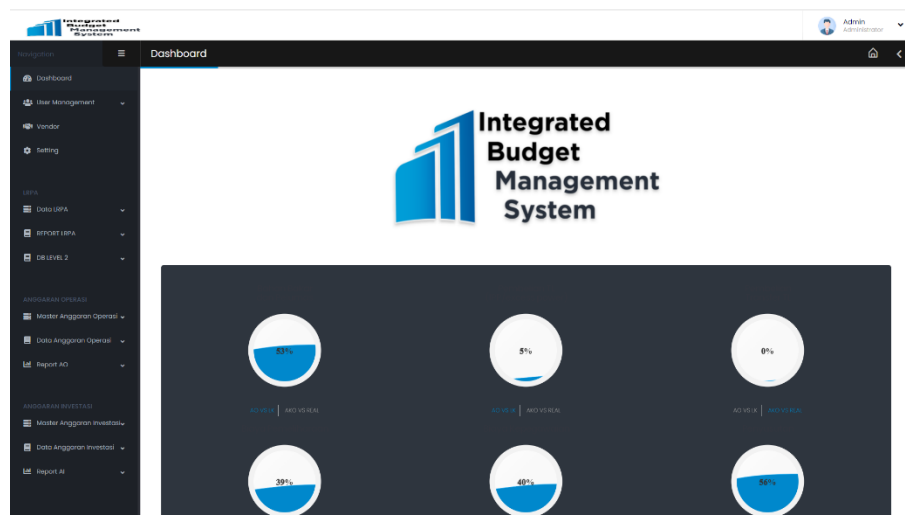 Integrated
Budget
Management
System
Admin
Administrator
Navigation
Dashboard
Dashboard
User Management
Vendor
Setting
LRPA
Data LRPA
REPORT LRPA
DB LEVEL 2
ANGGARAN OPERASI
Master Anggaran Operasi
Data Anggaran Operasi
Report AO
ANGGARAN INVESTASI
Master Anggaran Investasi
Data Anggaran Investasi
Report AI
Integrated
Budget
Management
System
53%
5%
0%
AO VS LK | AKO VS REAL
AO VS LK | AKO VS REAL
AO VS LK | AKO VS REAL
39%
40%
56%